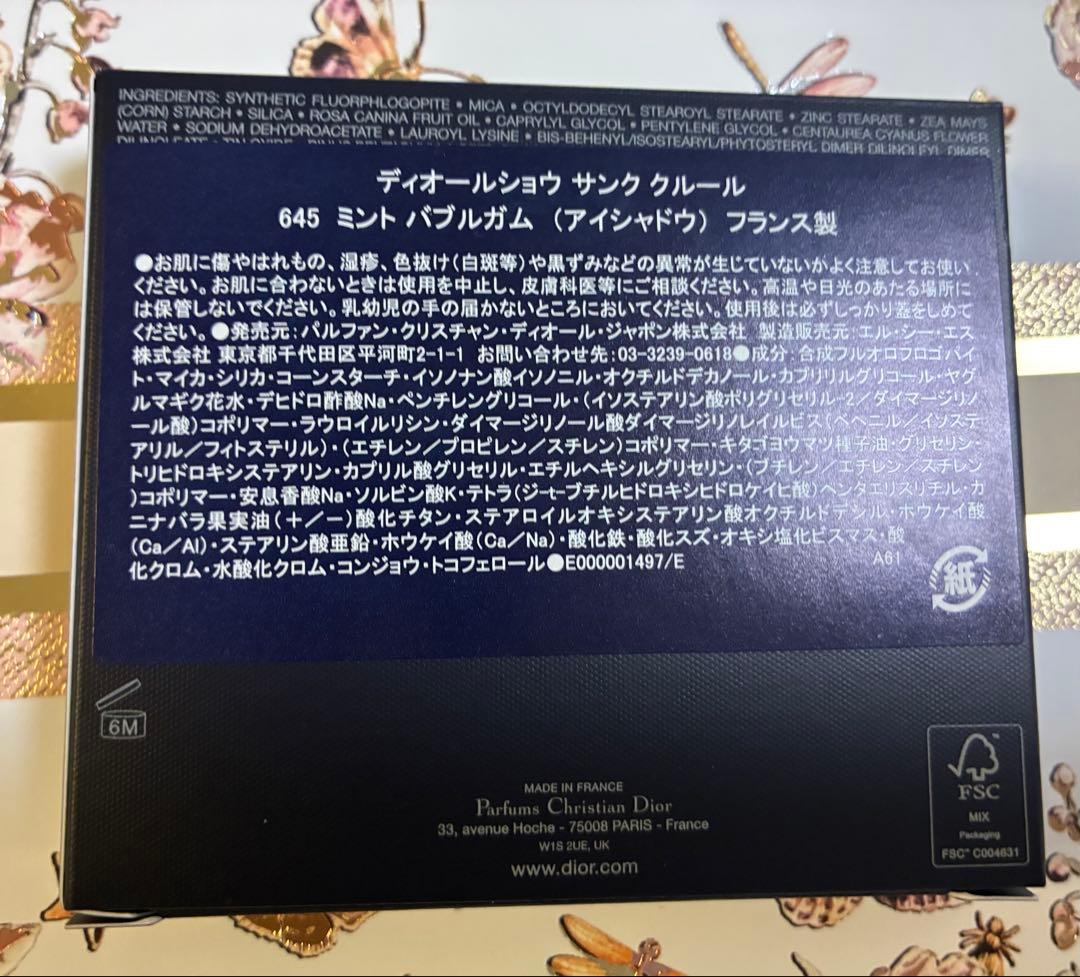 INGREDIENTS: SYNTHETIC FLUORPHLOGOPITE • MICA • OCTYLDODECYL STEAROYL STEARATE • ZINC STEARATE • ZEA MAYS
(CORN) STARCH • SILICA • ROSA CANINA FRUIT OIL • CAPRYLYL GLYCOL • PENTYLENE GLYCOL • CENTAUREA CYANUS FLOWER
WATER • SODIUM DEHYDROACETATE • LAUROYL LYSINE • BIS-BEHENYL/ISOSTEARYL/PHYTOSTERYL DIMER DILINOLEYL DIMER
ディオールショウ サンク クルール
645 ミント バブルガム （アイシャドウ） フランス製
●お肌に傷やはれもの、湿疹、色抜け(白斑等)や黒ずみなどの異常が生じていないかよく注意してお使い
ください。お肌に合わないときは使用を中止し、皮膚科医等にご相談ください。高温や日光のあたる場所に
は保管しないでください。乳幼児の手の届かないところにおいてください。使用後は必ずしっかり蓋をしめて
ください。●発売元：パルファン・クリスチャン・ディオール・ジャポン株式会社 製造販売元：エル・シー・エス
株式会社 東京都千代田区平河町2-1-1 お問い合わせ先：03-3239-0618●成分：合成フルオロフロゴパイ
ト・マイカ・シリカ・コーンスターチ・イソノナン酸イソノニル・オクチルドデカノール・カプリリルグリコール・ヤグ
ルマギク花水・デヒドロ酢酸Na・ペンチレングリコール・(イソステアリン酸ポリグリセリル-2／ダイマージリノ
ール酸)コポリマー・ラウロイルリシン・ダイマージリノール酸ダイマージリノレイルビス(ベヘニル／イソステ
アリル／フィトステリル)・(エチレン／プロピレン／スチレン)コポリマー・キタゴヨウマツ種子油・グリセリン・
トリヒドロキシステアリン・カプリル酸グリセリル・エチルヘキシルグリセリン・(ブチレン／エチレン／スチレン
)コポリマー・安息香酸Na・ソルビン酸K・テトラ(ジ-t-ブチルヒドロキシヒドロケイヒ酸)ペンタエリスリチル・カ
ニナバラ果実油(＋／－)酸化チタン・ステアロイルオキシステアリン酸オクチルドデシル・ホウケイ酸
(Ca／Al)・ステアリン酸亜鉛・ホウケイ酸(Ca／Na)・酸化鉄・酸化スズ・オキシ塩化ビスマス・酸
化クロム・水酸化クロム・コンジョウ・トコフェロール●E000001497/E
A61
紙
6M
MADE IN FRANCE
Parfums Christian Dior
33, avenue Hoche - 75008 PARIS - France
W1S 2UE, UK
www.dior.com
FSC
MIX
Packaging
FSC™ C004631